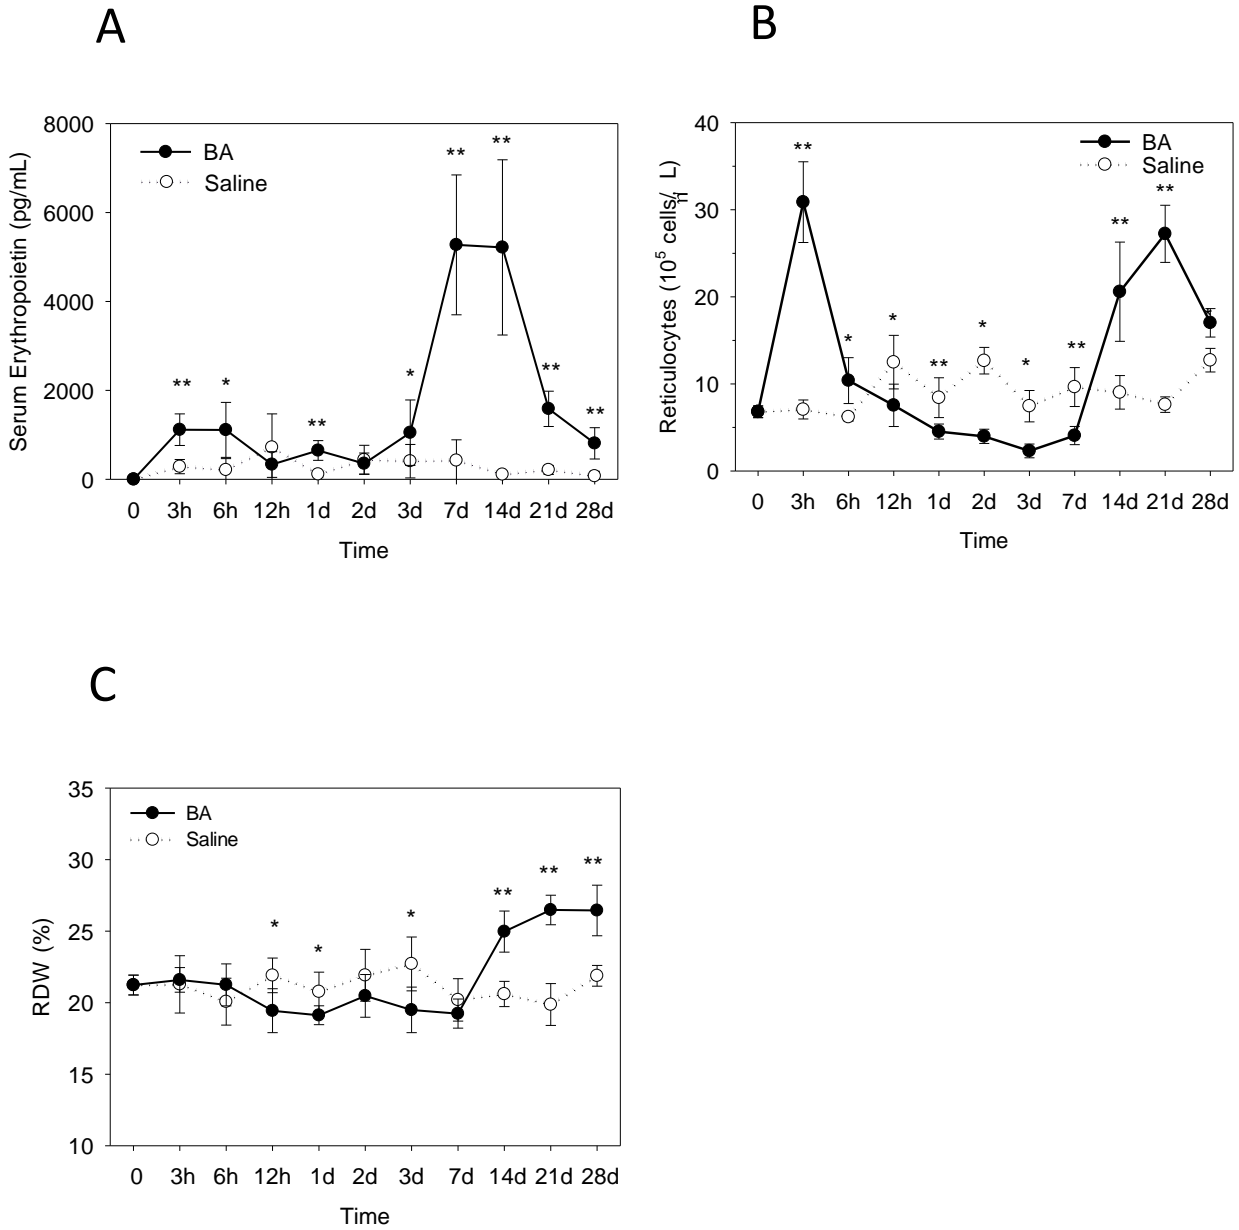 A
8000
6000
4000
2000
0
Serum Erythropoietin (pg/mL)
BA
Saline
** * ** * ** ** ** **
0 3h 6h 12h 1d 2d 3d 7d 14d 21d 28d
Time
B
40
30
20
10
0
Reticulocytes (10⁵ cells/ L)
BA
Saline
** * * ** * * ** ** ** *
0 3h 6h 12h 1d 2d 3d 7d 14d 21d 28d
Time
C
35
30
25
20
15
10
RDW (%)
BA
Saline
* * * ** ** **
0 3h 6h 12h 1d 2d 3d 7d 14d 21d 28d
Time